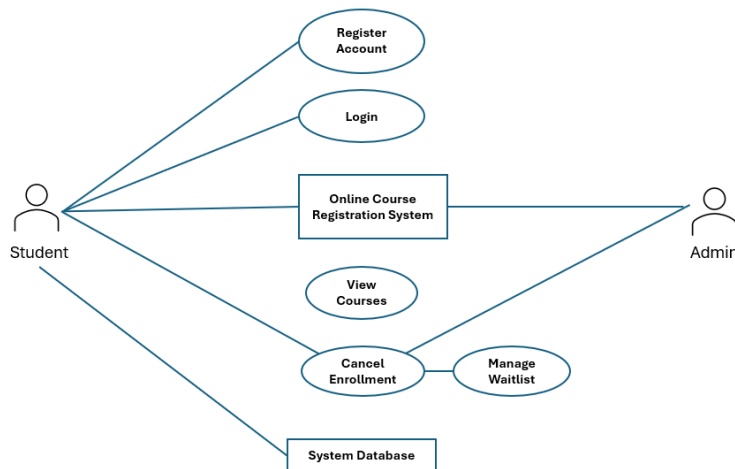 Register
Account
Login
Online Course
Registration System
Student
Admin
View
Courses
Cancel
Enrollment
Manage
Waitlist
System Database